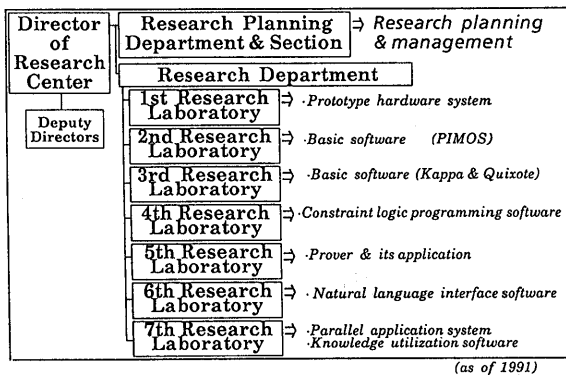 Director
of
Research
Center
Deputy
Directors
Research Planning
Department & Section
⇒ Research planning
& management
Research Department
1st Research
Laboratory
⇒ ·Prototype hardware system
2nd Research
Laboratory
⇒ ·Basic software (PIMOS)
3rd Research
Laboratory
⇒ ·Basic software (Kappa & Quixote)
4th Research
Laboratory
⇒ ·Constraint logic programming software
5th Research
Laboratory
⇒ ·Prover & its application
6th Research
Laboratory
⇒ ·Natural language interface software
7th Research
Laboratory
⇒ ·Parallel application system
·Knowledge utilization software
(as of 1991)